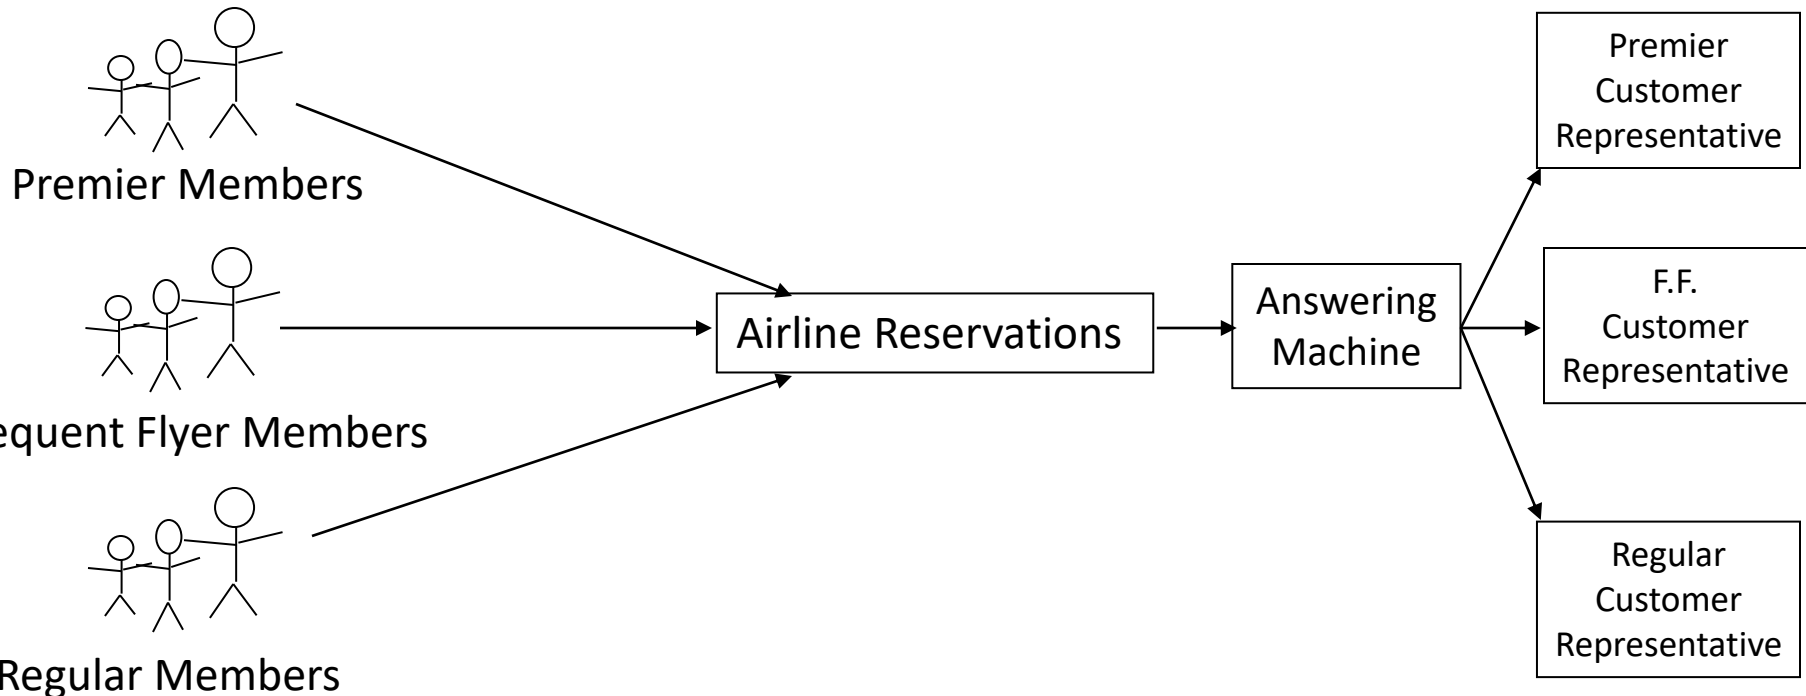 Premier Members
equent Flyer Members
Regular Members
Airline Reservations
Answering
Machine
Premier
Customer
Representative
F.F.
Customer
Representative
Regular
Customer
Representative